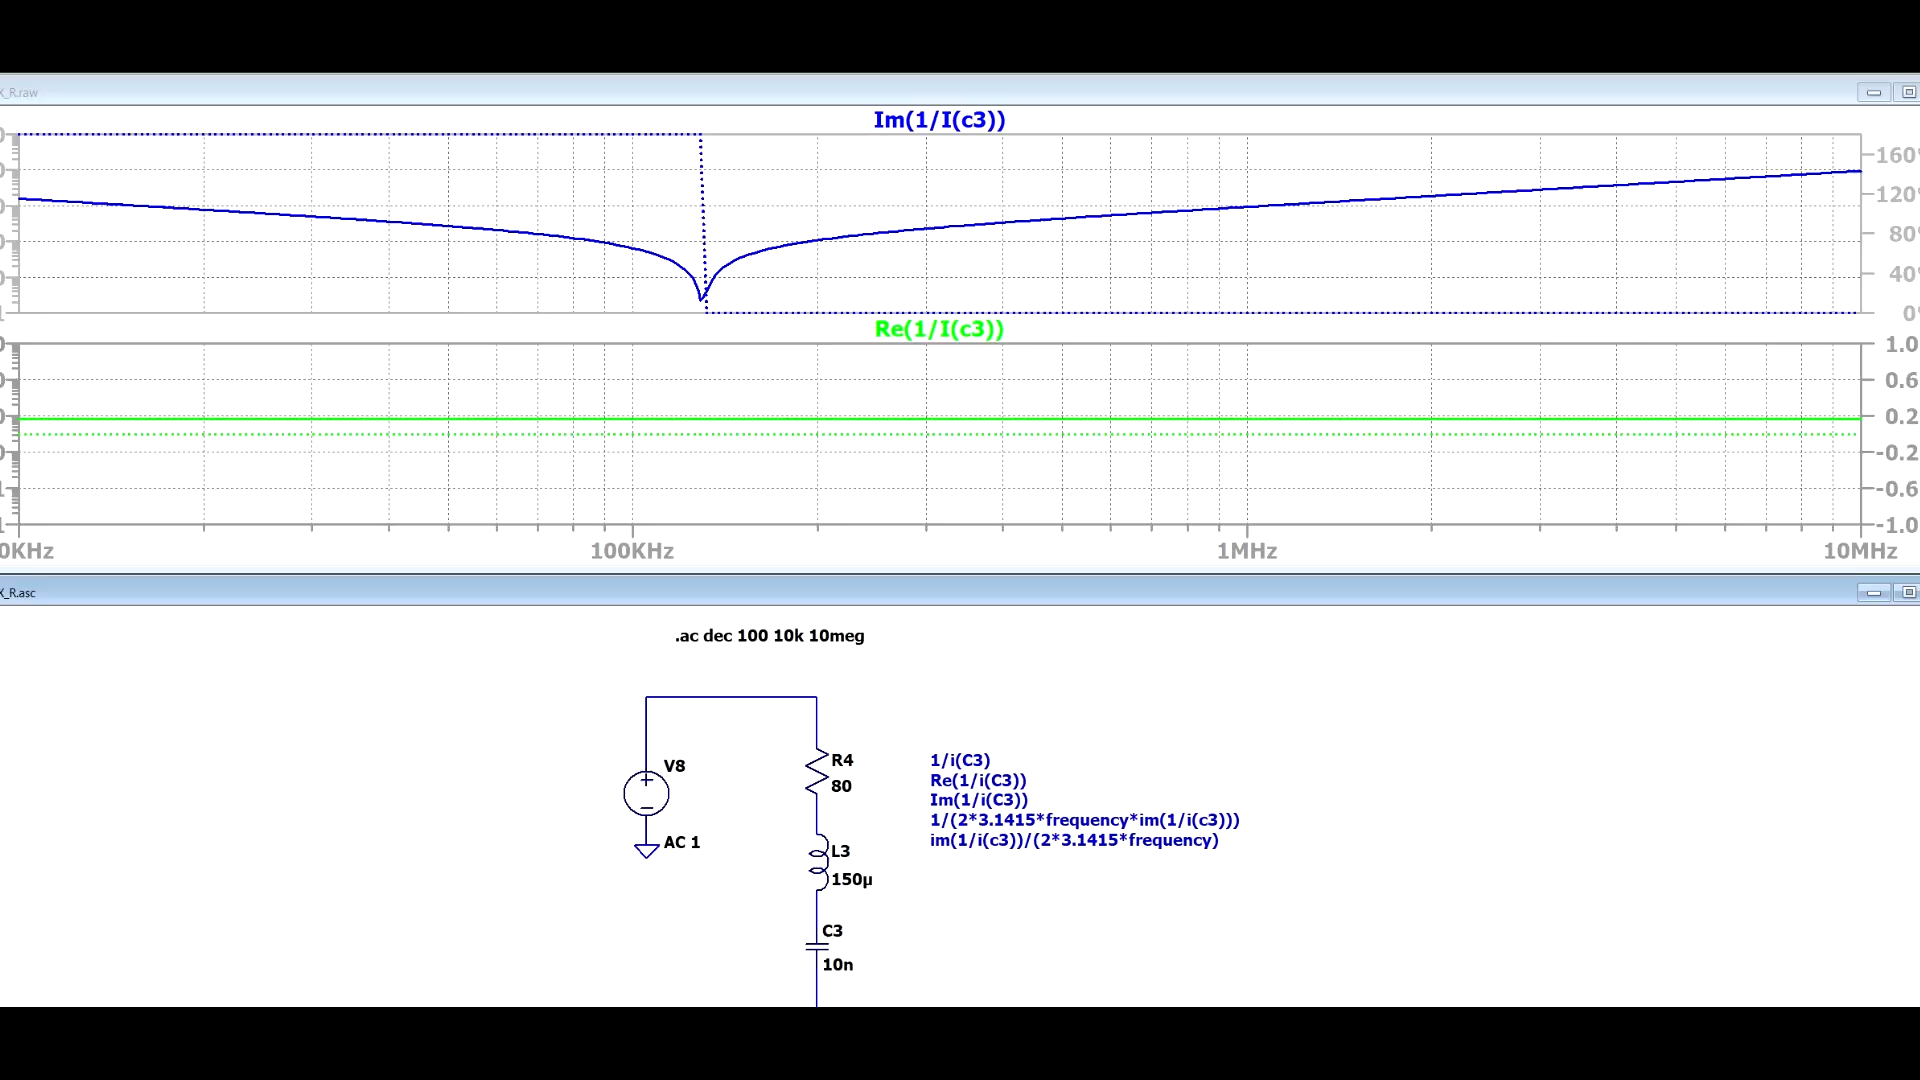 X_R.raw
Im(1/I(c3))
160°
120°
80°
40°
0°
Re(1/I(c3))
1.0
0.6
0.2
-0.2
-0.6
-1.0
0KHz
100KHz
1MHz
10MHz
X_R.asc
.ac dec 100 10k 10meg
V8
AC 1
R4
80
L3
150µ
C3
10n
1/i(C3)
Re(1/i(C3))
Im(1/i(C3))
1/(2*3.1415*frequency*im(1/i(c3)))
im(1/i(c3))/(2*3.1415*frequency)